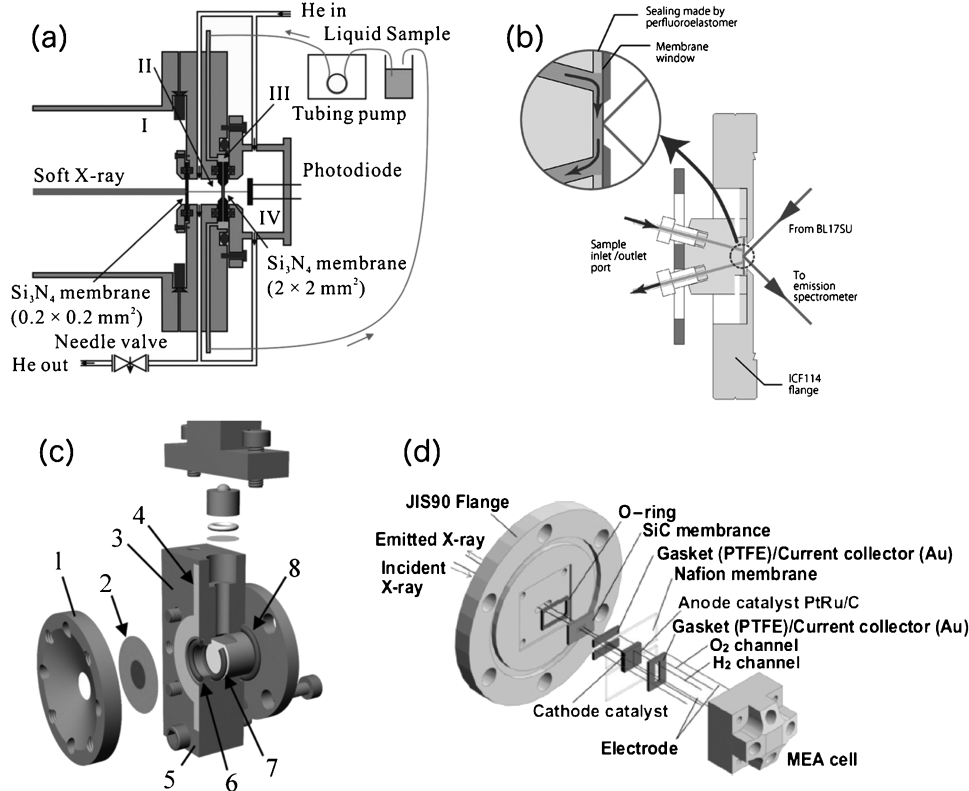 (a)
He in
Liquid Sample
II
III
Tubing pump
I
Soft X-ray
Photodiode
IV
Si₃N₄ membrane
(2 × 2 mm²)
Si₃N₄ membrane
(0.2 × 0.2 mm²)
Needle valve
He out
(b)
Sealing made by
perfluoroelastomer
Membrane
window
From BL17SU
Sample
inlet /outlet
port
To
emission
spectrometer
ICF114
flange
(c)
4
3
1
2
8
5
6
7
(d)
JIS90 Flange
O-ring
SiC membrance
Emitted X-ray
Gasket (PTFE)/Current collector (Au)
Incident
X-ray
Nafion membrane
Anode catalyst PtRu/C
Gasket (PTFE)/Current collector (Au)
O₂ channel
H₂ channel
Cathode catalyst
Electrode
MEA cell